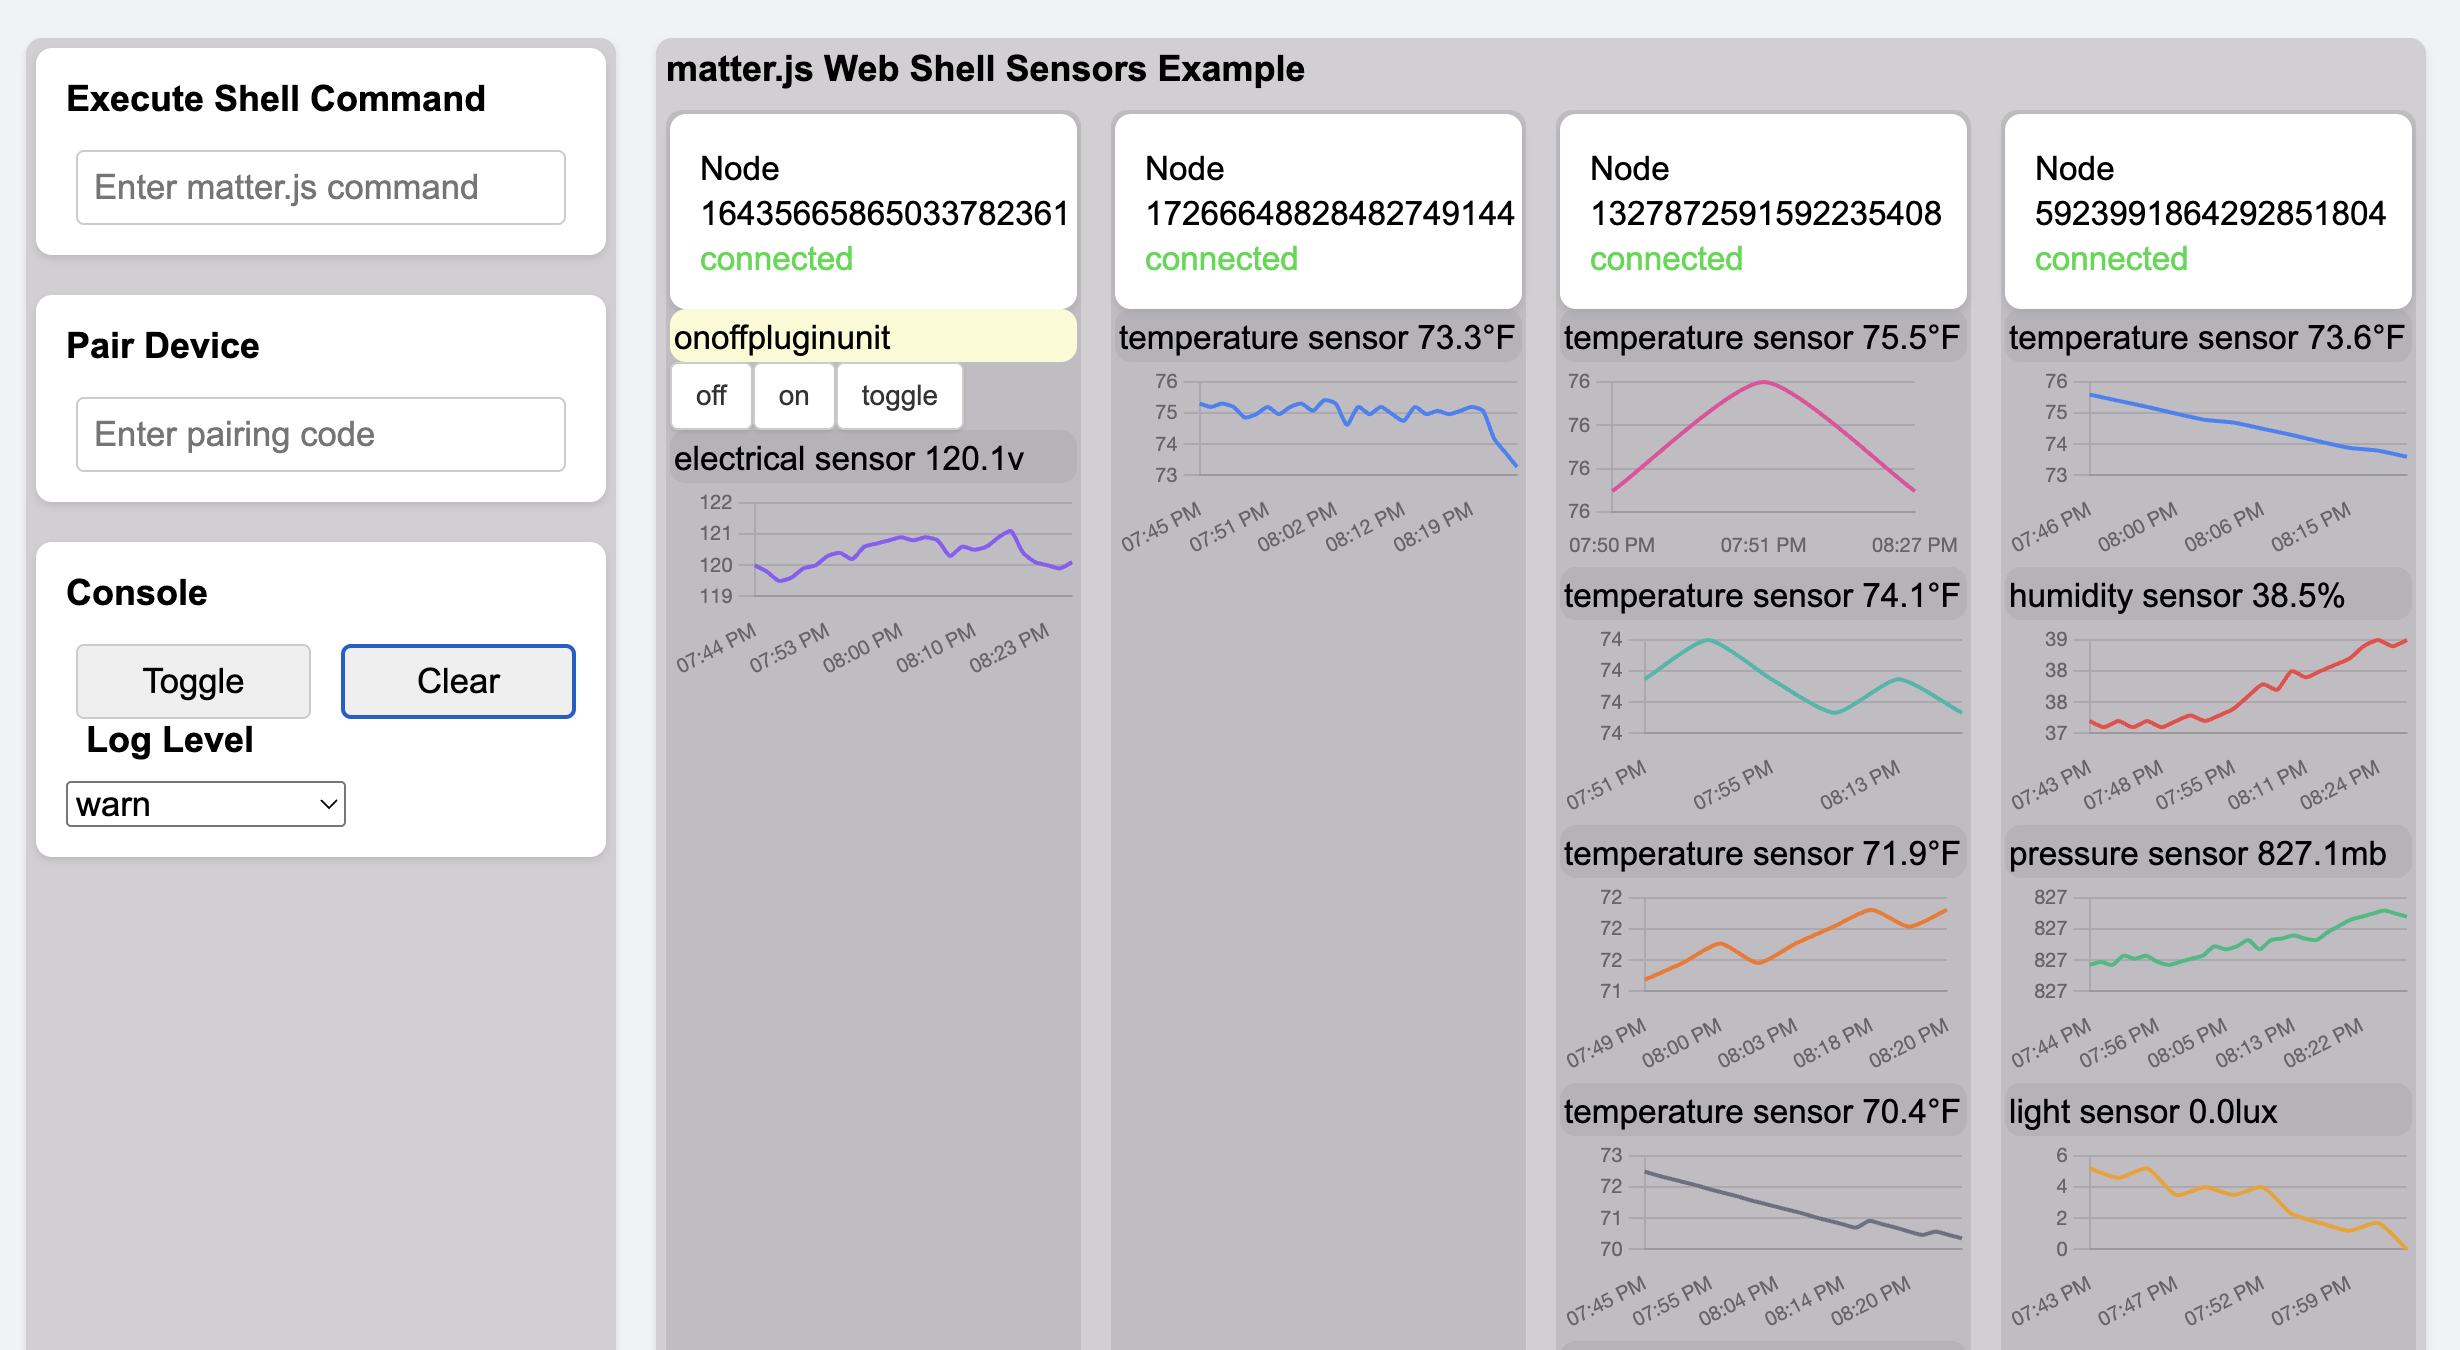 Execute Shell Command
Enter matter.js command
Pair Device
Enter pairing code
Console
Toggle
Clear
Log Level
warn
matter.js Web Shell Sensors Example
Node
16435665865033782361
connected
onoffpluginunit
off
on
toggle
electrical sensor 120.1v
122
121
120
119
07:44 PM
07:53 PM
08:00 PM
08:10 PM
08:23 PM
Node
17266648828482749144
connected
temperature sensor 73.3°F
76
75
74
73
07:45 PM
07:51 PM
08:02 PM
08:12 PM
08:19 PM
Node
1327872591592235408
connected
temperature sensor 75.5°F
76
76
76
76
07:50 PM
07:51 PM
08:27 PM
temperature sensor 74.1°F
74
74
74
74
07:51 PM
07:55 PM
08:13 PM
temperature sensor 71.9°F
72
72
72
71
07:49 PM
08:00 PM
08:03 PM
08:18 PM
08:20 PM
temperature sensor 70.4°F
73
72
71
70
07:45 PM
07:55 PM
08:04 PM
08:14 PM
08:20 PM
Node
5923991864292851804
connected
temperature sensor 73.6°F
76
75
74
73
07:46 PM
08:00 PM
08:06 PM
08:15 PM
humidity sensor 38.5%
39
38
38
37
07:43 PM
07:48 PM
07:55 PM
08:11 PM
08:24 PM
pressure sensor 827.1mb
827
827
827
827
07:44 PM
07:56 PM
08:05 PM
08:13 PM
08:22 PM
light sensor 0.0lux
6
4
2
0
07:43 PM
07:47 PM
07:52 PM
07:59 PM